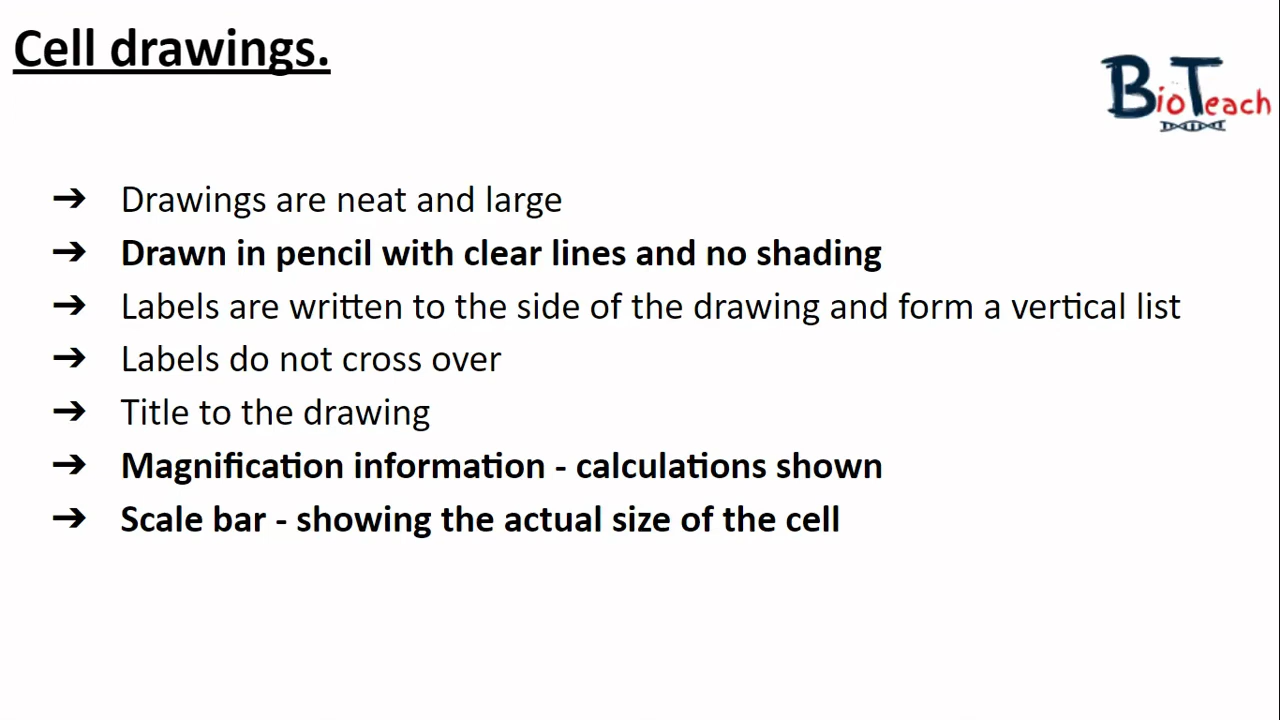 Cell drawings.
BioTeach
➔ Drawings are neat and large
➔ Drawn in pencil with clear lines and no shading
➔ Labels are written to the side of the drawing and form a vertical list
➔ Labels do not cross over
➔ Title to the drawing
➔ Magnification information - calculations shown
➔ Scale bar - showing the actual size of the cell